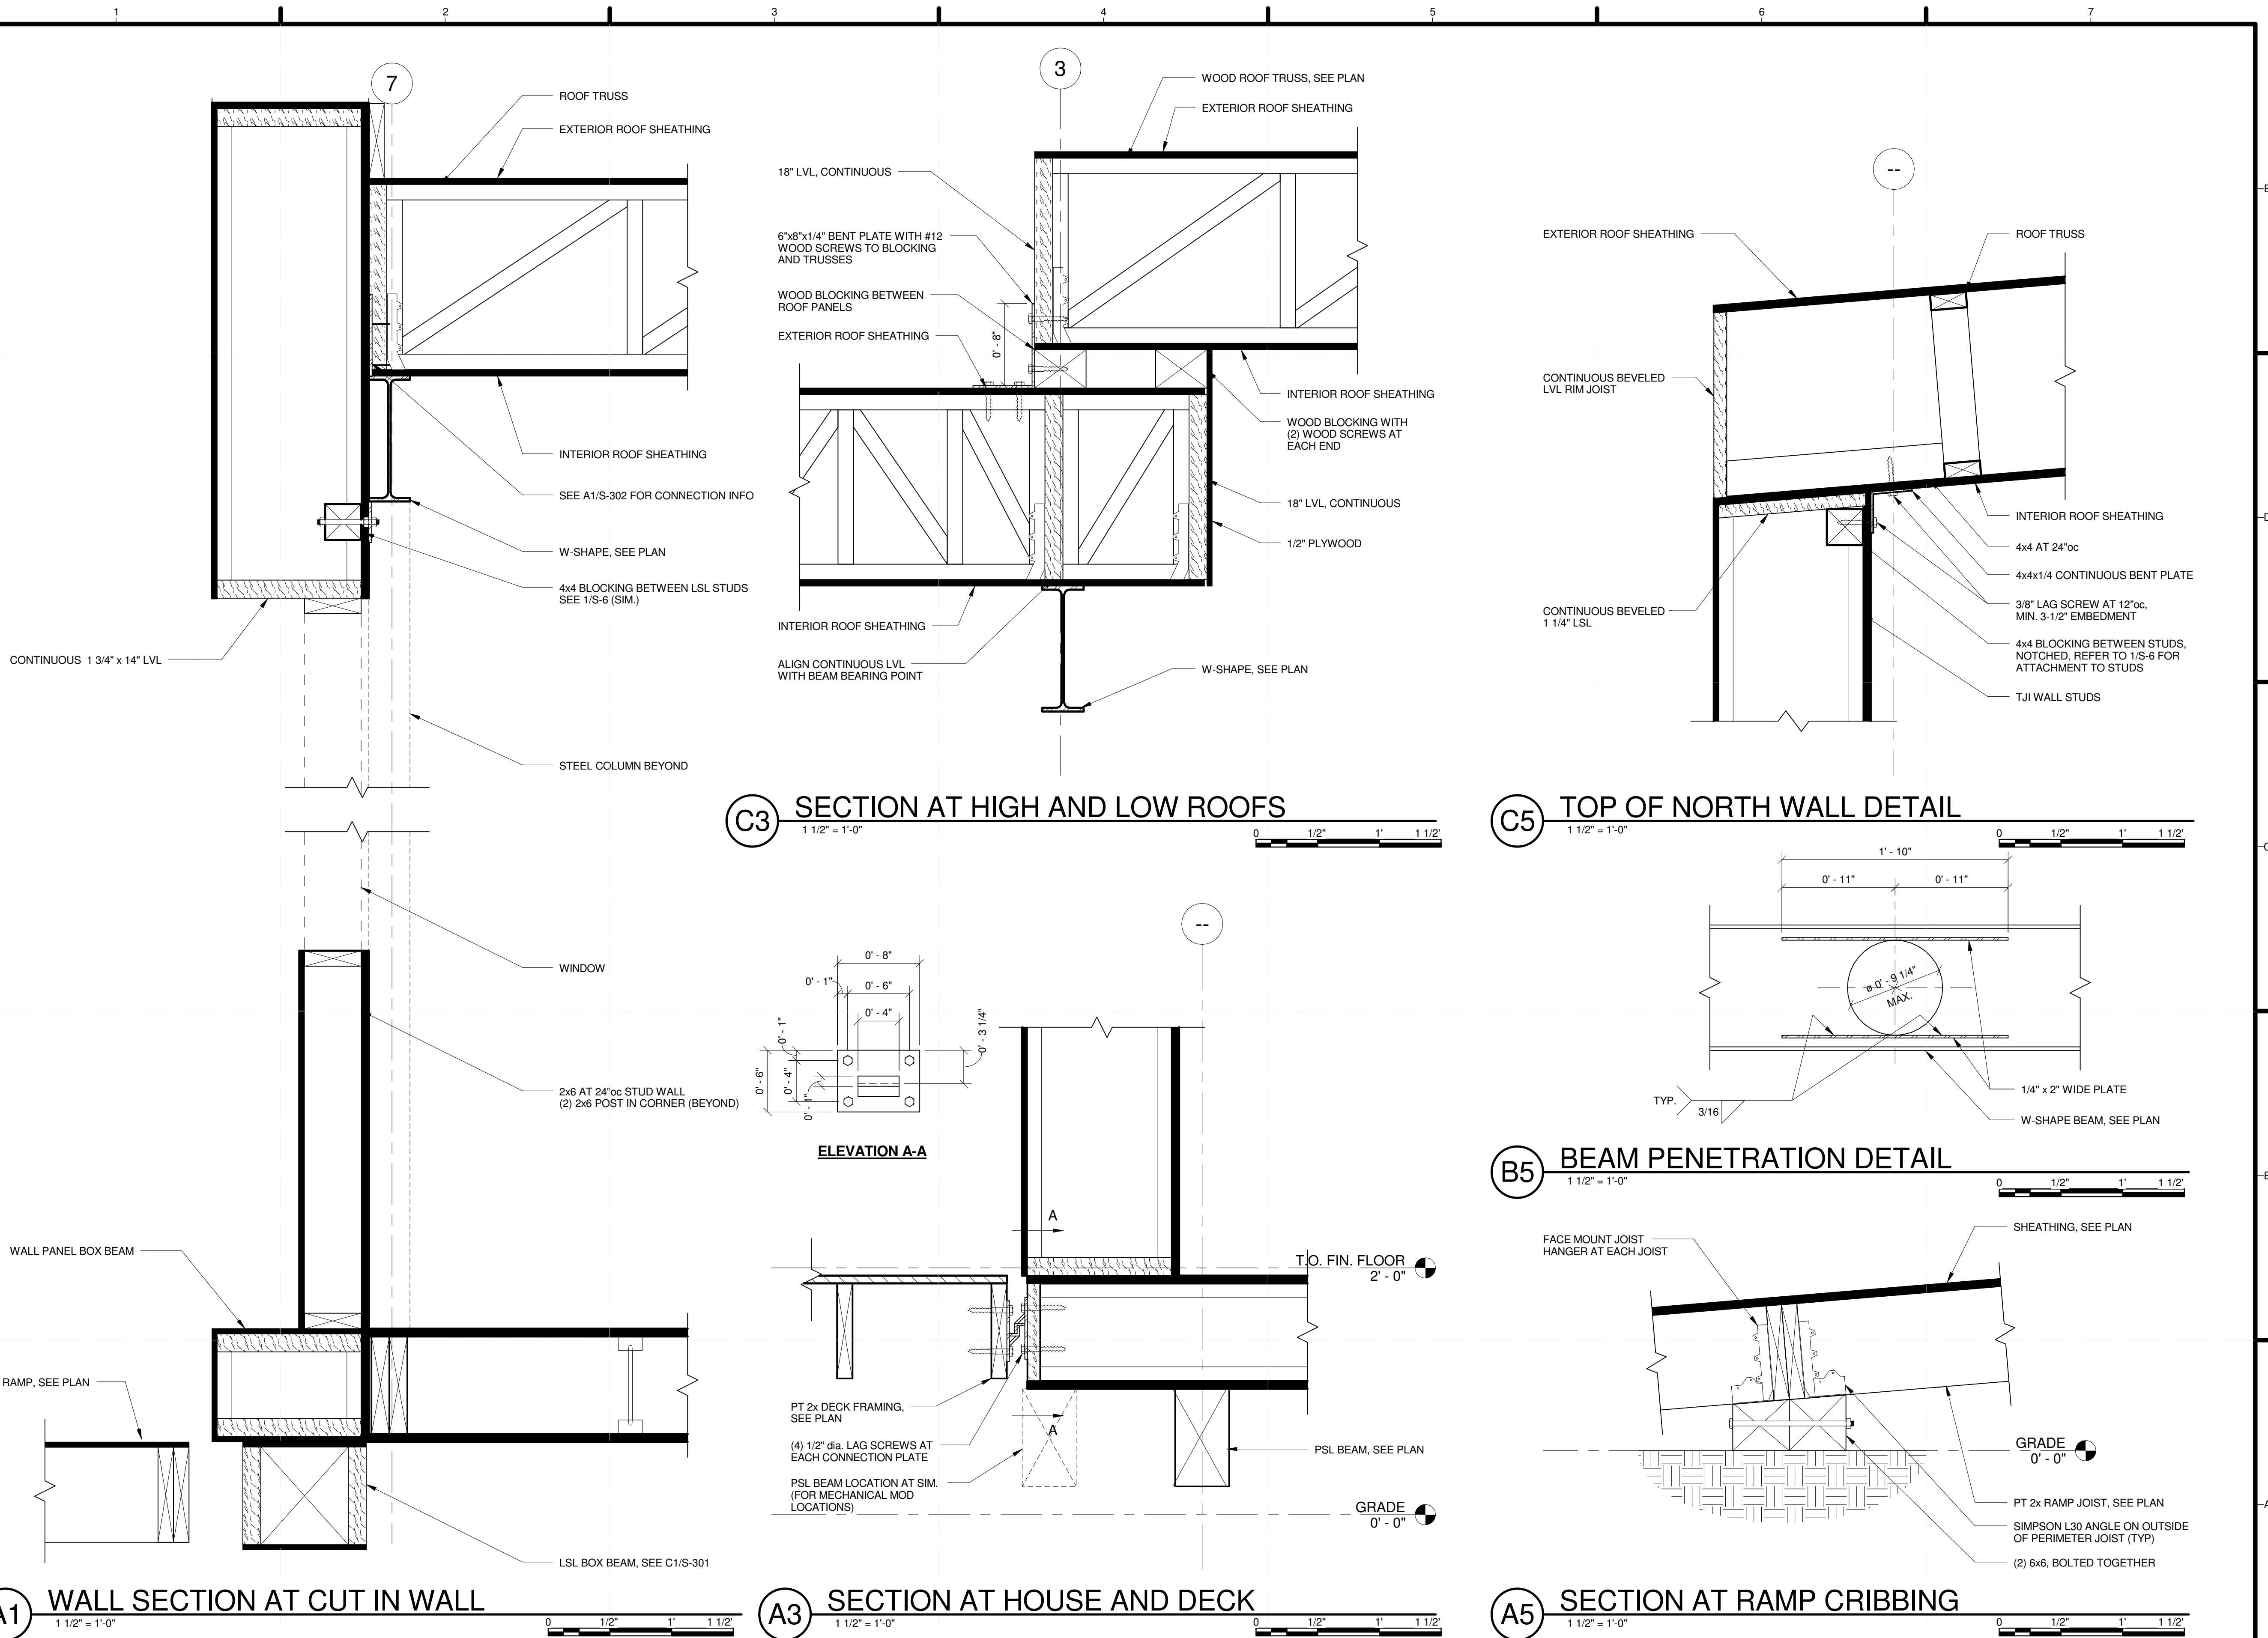 1
2
3
4
5
6
7
7
ROOF TRUSS
EXTERIOR ROOF SHEATHING
INTERIOR ROOF SHEATHING
SEE A1/S-302 FOR CONNECTION INFO
W-SHAPE, SEE PLAN
4x4 BLOCKING BETWEEN LSL STUDS
SEE 1/S-6 (SIM.)
CONTINUOUS 1 3/4" x 14" LVL
STEEL COLUMN BEYOND
WINDOW
2x6 AT 24"oc STUD WALL
(2) 2x6 POST IN CORNER (BEYOND)
WALL PANEL BOX BEAM
RAMP, SEE PLAN
LSL BOX BEAM, SEE C1/S-301
A1
WALL SECTION AT CUT IN WALL
1 1/2" = 1'-0"
0
1/2"
1'
1 1/2'
3
WOOD ROOF TRUSS, SEE PLAN
EXTERIOR ROOF SHEATHING
18" LVL, CONTINUOUS
6"x8"x1/4" BENT PLATE WITH #12
WOOD SCREWS TO BLOCKING
AND TRUSSES
WOOD BLOCKING BETWEEN
ROOF PANELS
EXTERIOR ROOF SHEATHING
0' - 8"
INTERIOR ROOF SHEATHING
WOOD BLOCKING WITH
(2) WOOD SCREWS AT
EACH END
18" LVL, CONTINUOUS
1/2" PLYWOOD
INTERIOR ROOF SHEATHING
ALIGN CONTINUOUS LVL
WITH BEAM BEARING POINT
W-SHAPE, SEE PLAN
C3
SECTION AT HIGH AND LOW ROOFS
1 1/2" = 1'-0"
0
1/2"
1'
1 1/2'
--
EXTERIOR ROOF SHEATHING
ROOF TRUSS
CONTINUOUS BEVELED
LVL RIM JOIST
INTERIOR ROOF SHEATHING
4x4 AT 24"oc
4x4x1/4 CONTINUOUS BENT PLATE
3/8" LAG SCREW AT 12"oc,
MIN. 3-1/2" EMBEDMENT
CONTINUOUS BEVELED
1 1/4" LSL
4x4 BLOCKING BETWEEN STUDS,
NOTCHED, REFER TO 1/S-6 FOR
ATTACHMENT TO STUDS
TJI WALL STUDS
C5
TOP OF NORTH WALL DETAIL
1 1/2" = 1'-0"
0
1/2"
1'
1 1/2'
1' - 10"
0' - 11"
0' - 11"
ø 0' - 9 1/4"
MAX.
TYP.
3/16
1/4" x 2" WIDE PLATE
W-SHAPE BEAM, SEE PLAN
B5
BEAM PENETRATION DETAIL
1 1/2" = 1'-0"
0
1/2"
1'
1 1/2'
--
0' - 8"
0' - 1"
0' - 6"
0' - 4"
0' - 1"
0' - 3 1/4"
0' - 6"
0' - 4"
0' - 1"
ELEVATION A-A
A
A
T.O. FIN. FLOOR
2' - 0"
PT 2x DECK FRAMING,
SEE PLAN
(4) 1/2" dia. LAG SCREWS AT
EACH CONNECTION PLATE
PSL BEAM LOCATION AT SIM.
(FOR MECHANICAL MOD
LOCATIONS)
PSL BEAM, SEE PLAN
GRADE
0' - 0"
A3
SECTION AT HOUSE AND DECK
1 1/2" = 1'-0"
0
1/2"
1'
1 1/2'
FACE MOUNT JOIST
HANGER AT EACH JOIST
SHEATHING, SEE PLAN
GRADE
0' - 0"
PT 2x RAMP JOIST, SEE PLAN
SIMPSON L30 ANGLE ON OUTSIDE
OF PERIMETER JOIST (TYP)
(2) 6x6, BOLTED TOGETHER
A5
SECTION AT RAMP CRIBBING
1 1/2" = 1'-0"
0
1/2"
1'
1 1/2'